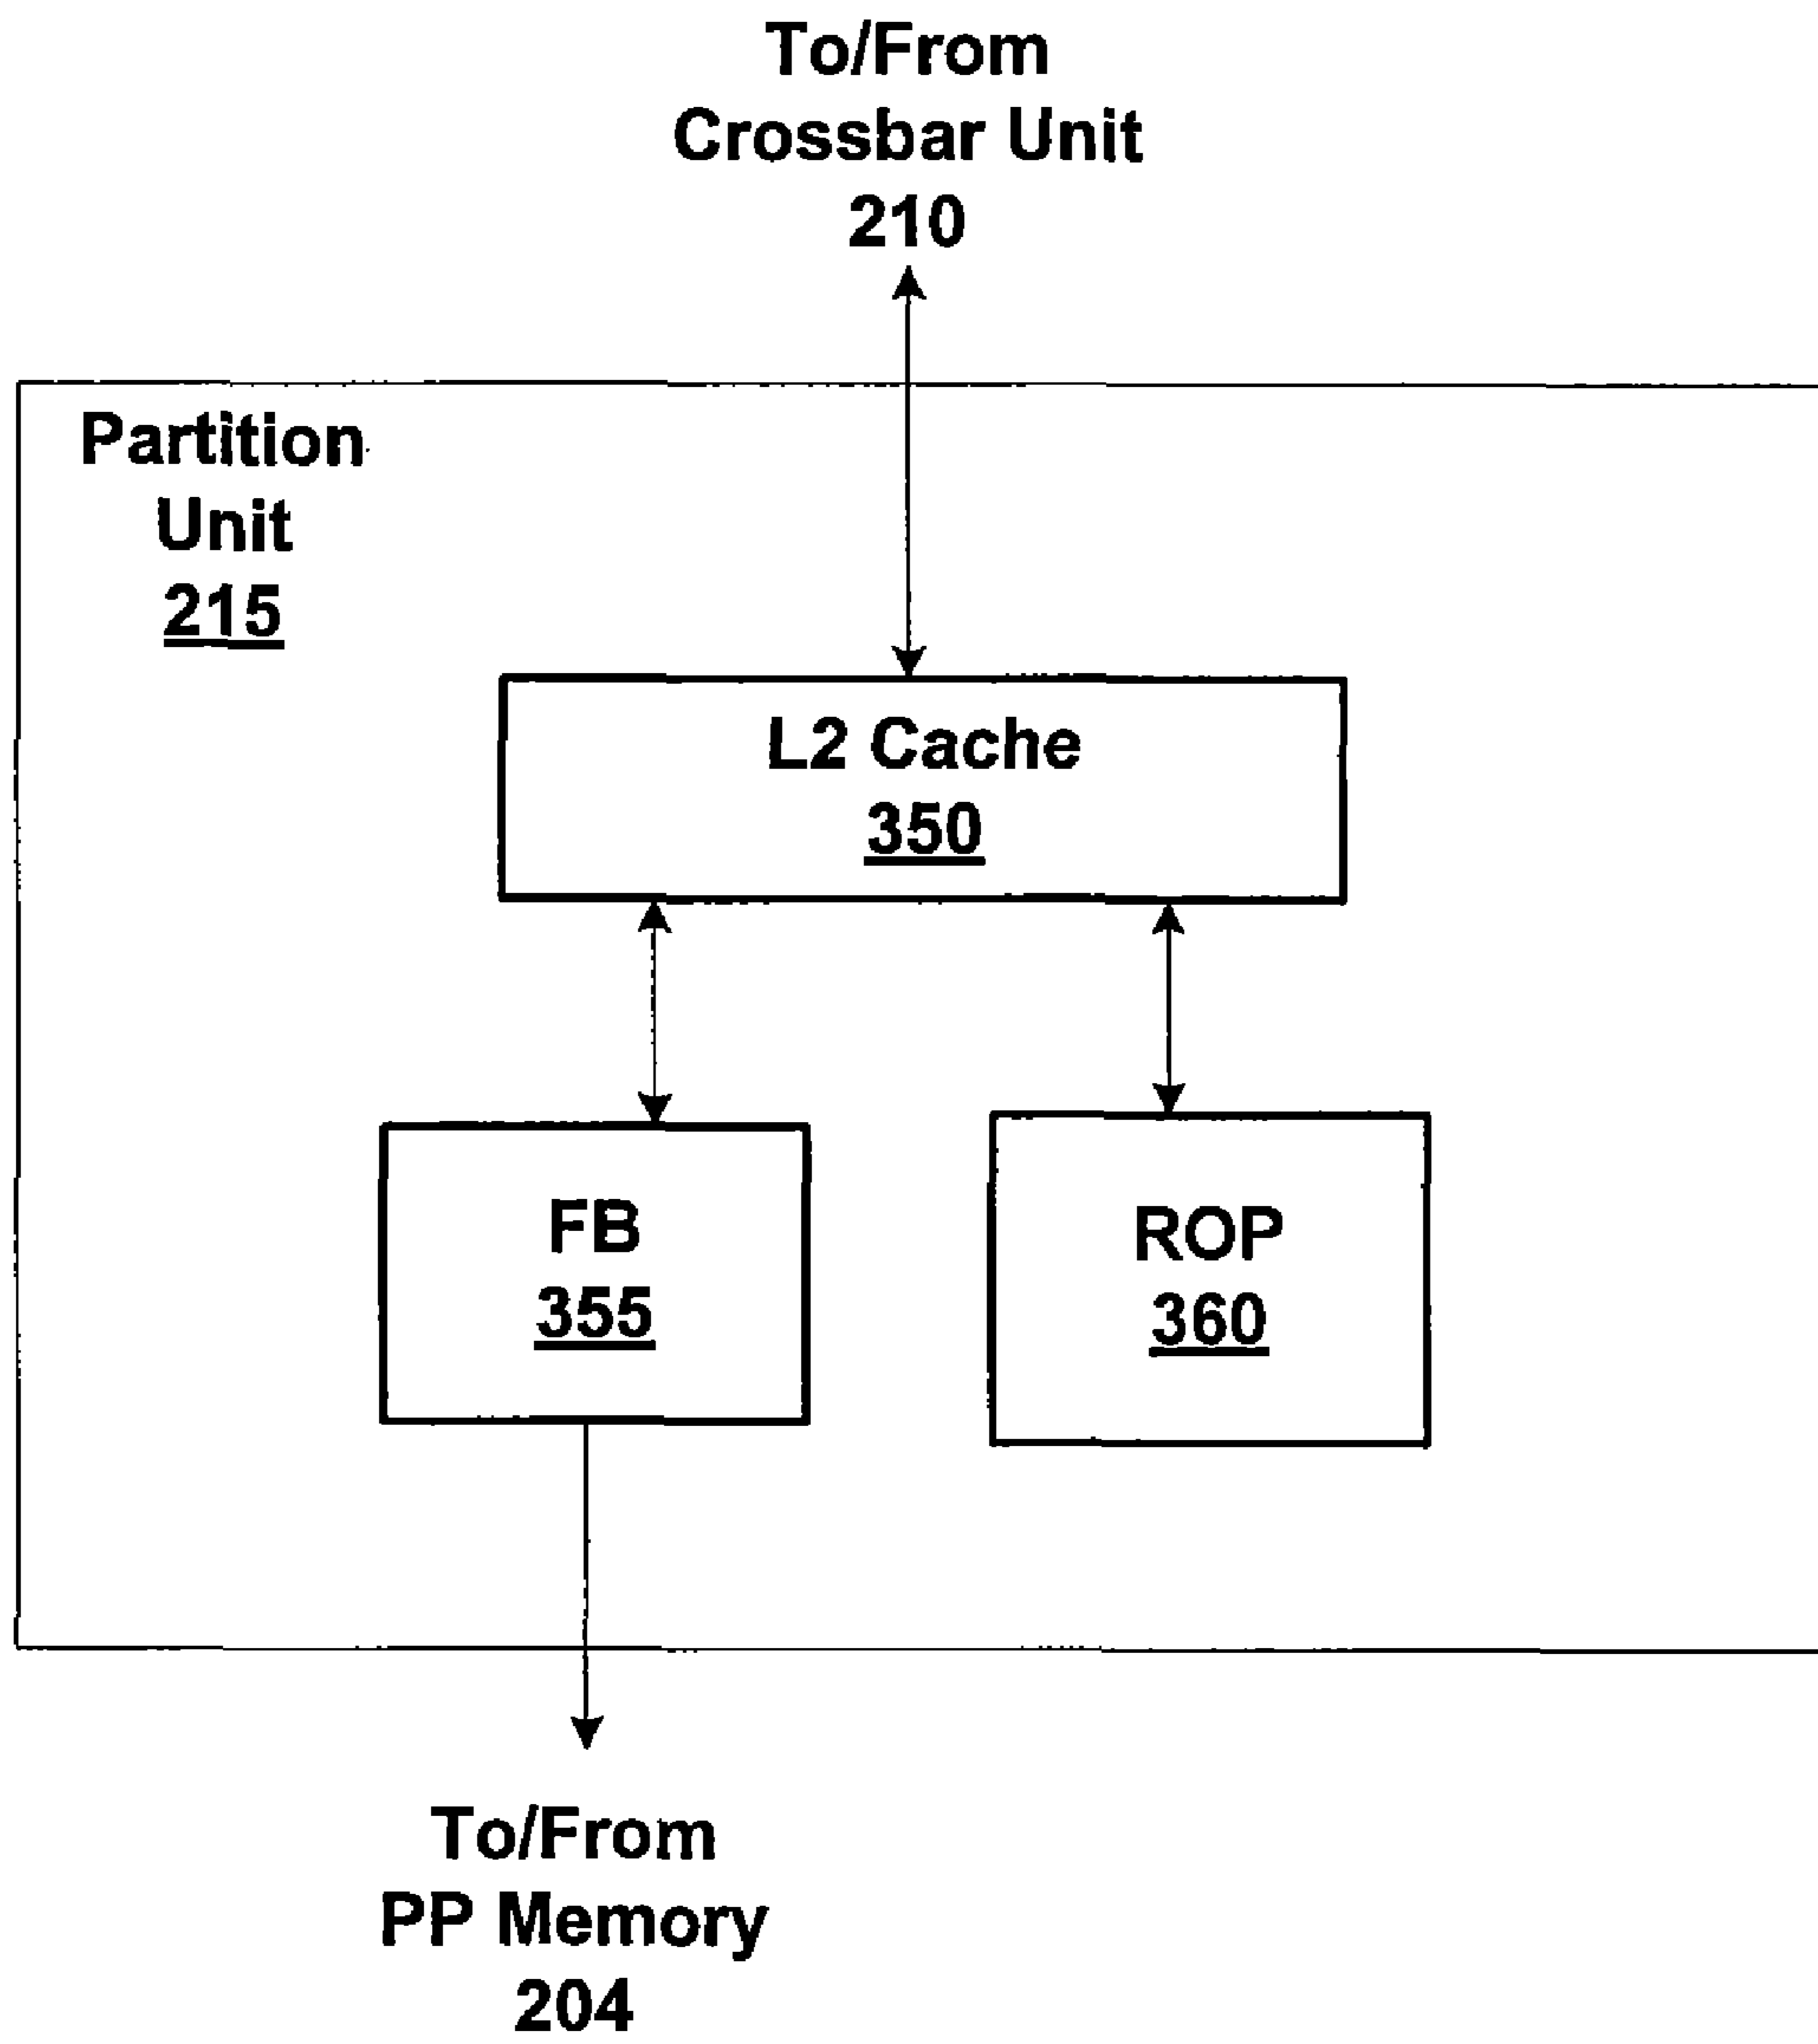 To/From
Crossbar Unit
210
Partition
Unit
215
L2 Cache
350
FB
355
ROP
360
To/From
PP Memory
204